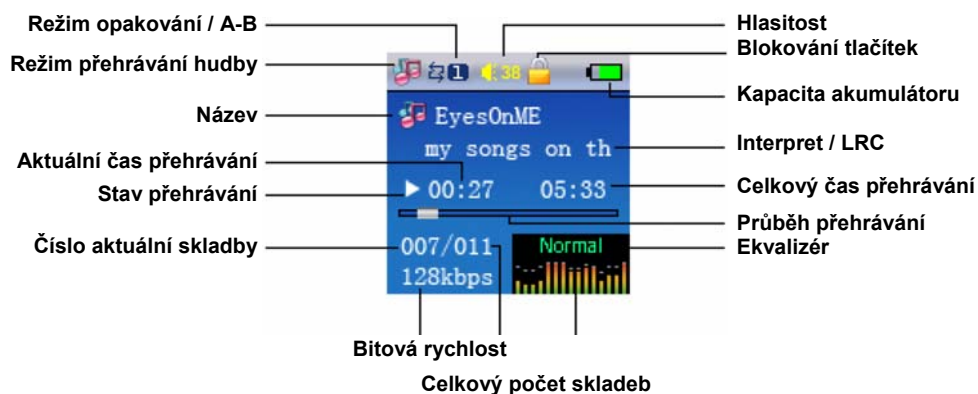 Režim opakování / A-B
Hlasitost
Blokování tlačítek
Režim přehrávání hudby
1 38
Kapacita akumulátoru
Název
EyesOnME
my songs on th
Interpret / LRC
Aktuální čas přehrávání
Stav přehrávání
00:27 05:33
Celkový čas přehrávání
Průběh přehrávání
Číslo aktuální skladby
007/011
Normal
Ekvalizér
128kbps
Bitová rychlost
Celkový počet skladeb